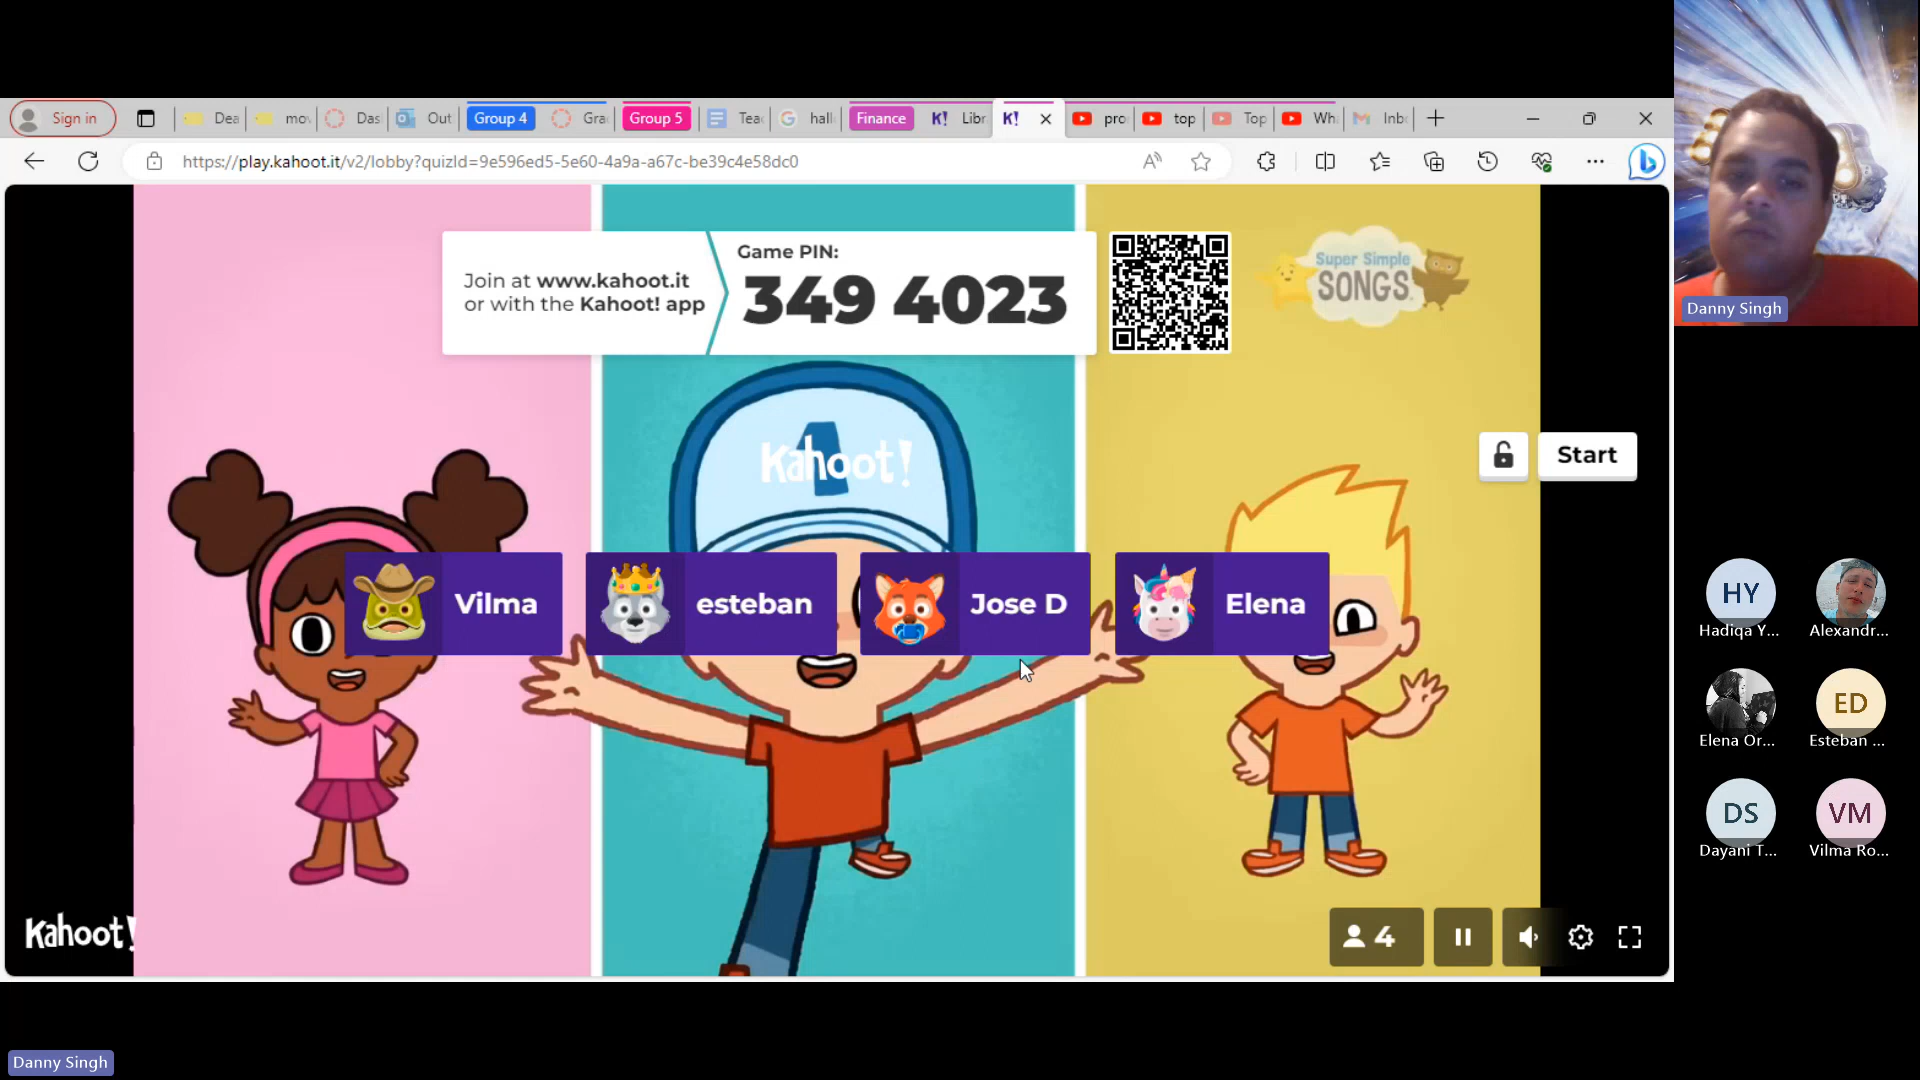 Sign in
Dea
mov
Das
Out
Group 4
Gra
Group 5
Tea
hall
Finance
K! Libr
K!
pro
top
Top
Wh
Inb
https://play.kahoot.it/v2/lobby?quizId=9e596ed5-5e60-4a9a-a67c-be39c4e58dc0
Join at www.kahoot.it
or with the Kahoot! app
Game PIN:
349 4023
Super Simple
SONGS
Danny Singh
1
Kahoot!
Start
Vilma
esteban
Jose D
Elena
HY
Hadiqa Y...
Alexandr...
Elena Or...
ED
Esteban ...
DS
Dayani T...
VM
Vilma Ro...
Kahoot!
4
Danny Singh